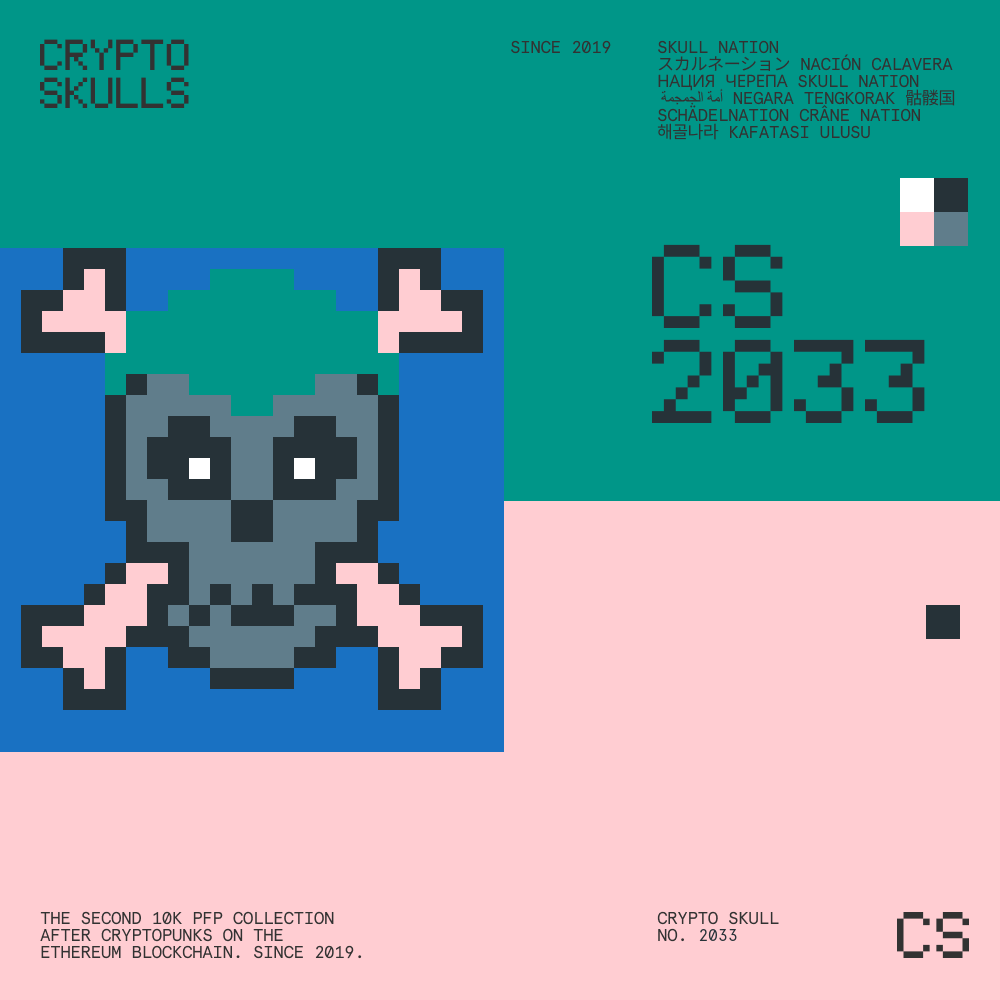 CRYPTO
SKULLS
SINCE 2019
SKULL NATION
スカルネーション NACIÓN CALAVERA
НАЦИЯ ЧЕРЕПА SKULL NATION
أمة الجمجمة NEGARA TENGKORAK 骷髅国
SCHÄDELNATION CRÂNE NATION
해골나라 KAFATASI ULUSU
CS
2033
THE SECOND 10K PFP COLLECTION
AFTER CRYPTOPUNKS ON THE
ETHEREUM BLOCKCHAIN. SINCE 2019.
CRYPTO SKULL
NO. 2033
CS